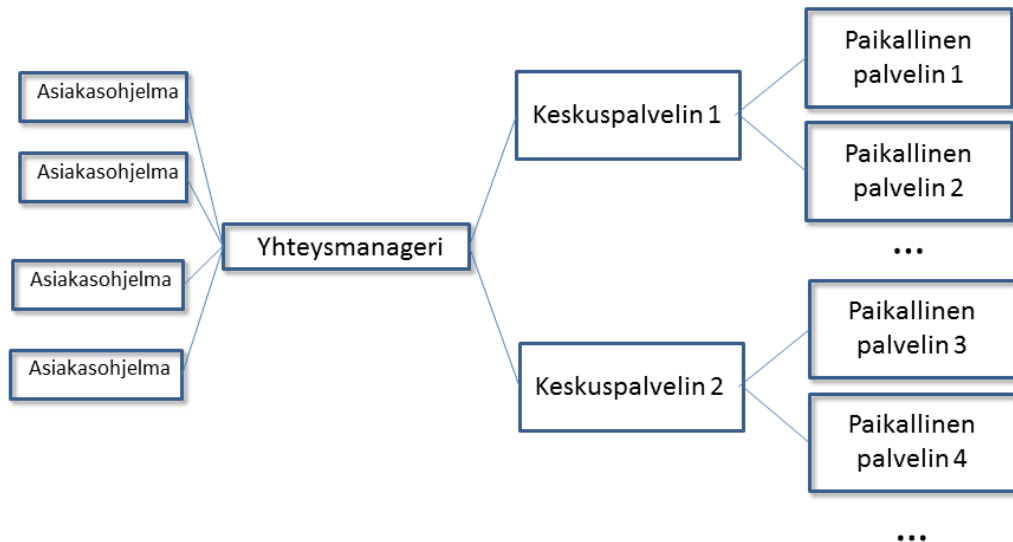 Asiakasohjelma
Asiakasohjelma
Asiakasohjelma
Asiakasohjelma
Yhteysmanageri
Keskuspalvelin 1
Keskuspalvelin 2
Paikallinen
palvelin 1
Paikallinen
palvelin 2
...
Paikallinen
palvelin 3
Paikallinen
palvelin 4
...